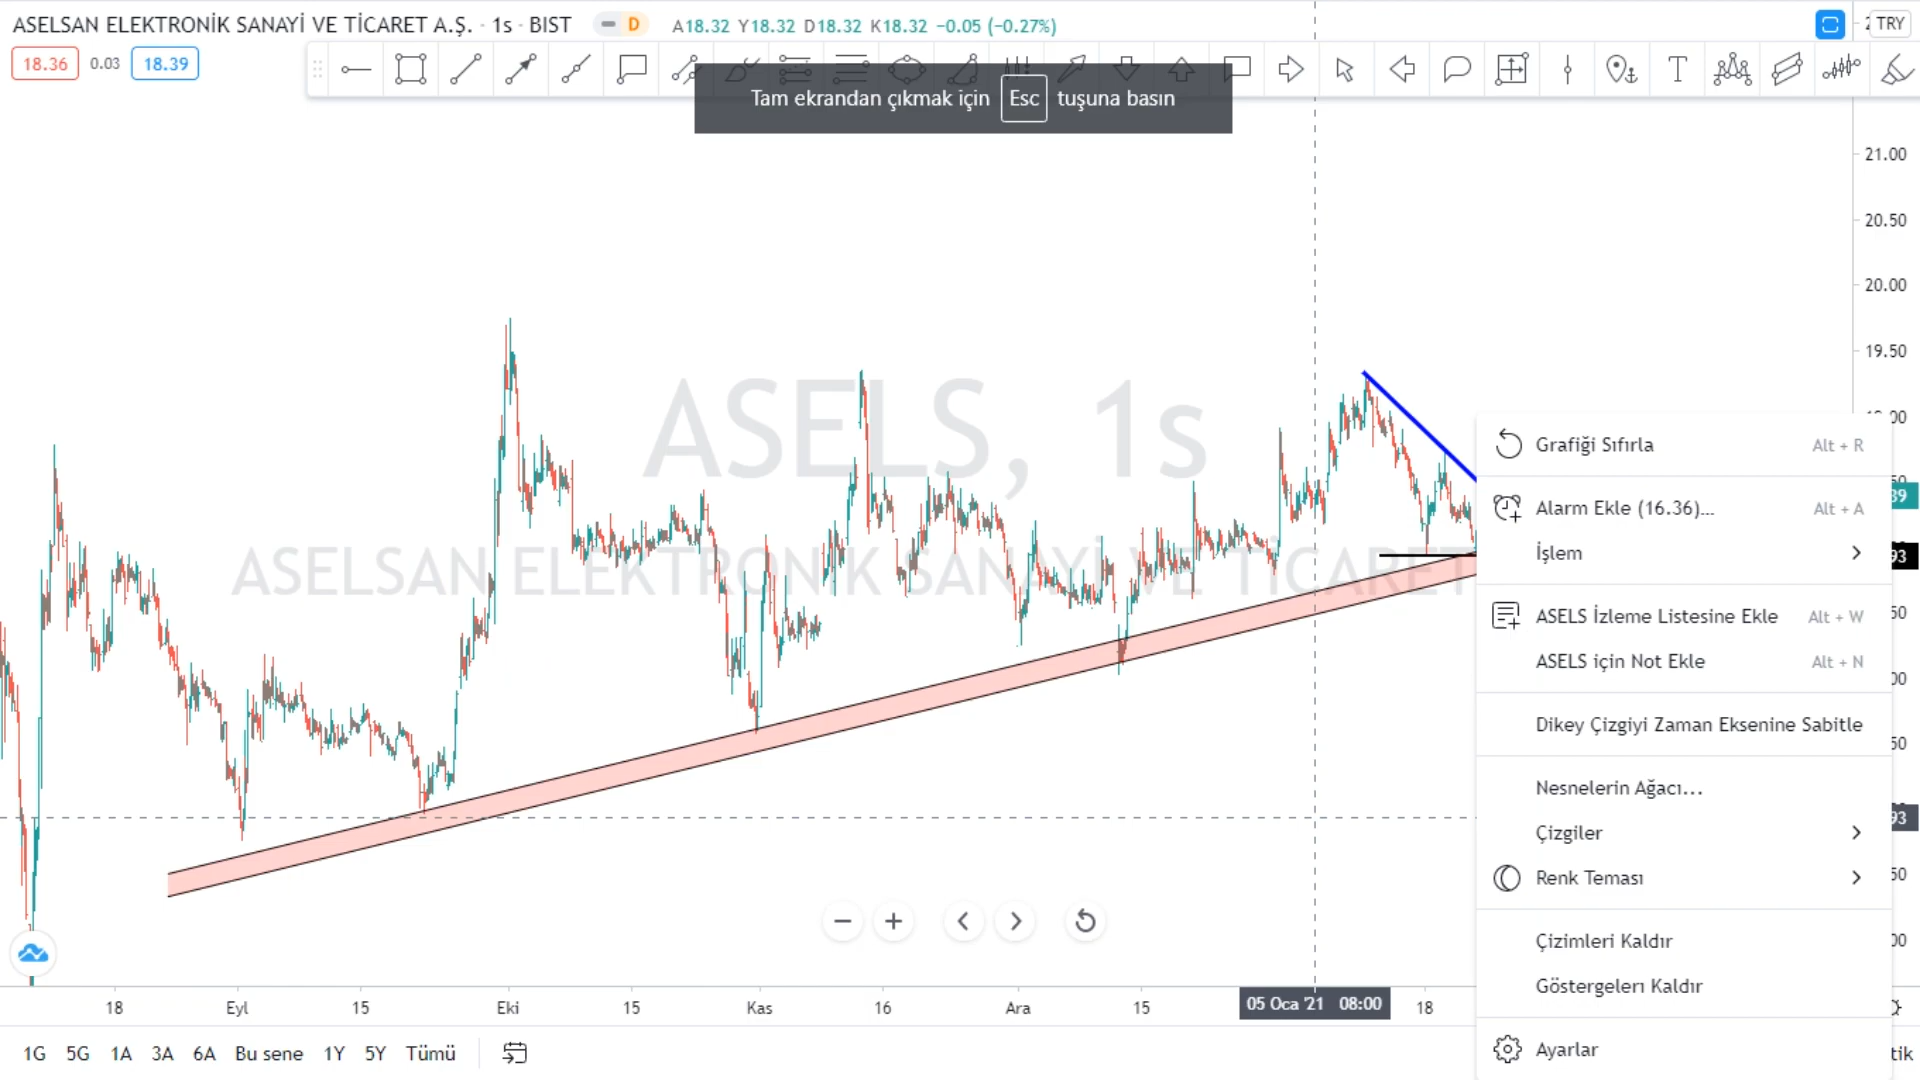 ASELSAN ELEKTRONİK SANAYİ VE TİCARET A.Ş. · 1s · BIST D A18.32 Y18.32 D18.32 K18.32 −0.05 (−0.27%)
TRY
18.36 0.03 18.39
Tam ekrandan çıkmak için Esc tuşuna basın
21.00
20.50
20.00
19.50
ASELS, 1s
ASELSAN ELEKTRONİK SANAYİ VE TİCARET
Grafiği Sıfırla Alt + R
Alarm Ekle (16.36)... Alt + A
İşlem
ASELS İzleme Listesine Ekle Alt + W
ASELS için Not Ekle Alt + N
Dikey Çizgiyi Zaman Eksenine Sabitle
Nesnelerin Ağacı...
Çizgiler
Renk Teması
Çizimleri Kaldır
Göstergeleri Kaldır
Ayarlar
18 Eyl 15 Eki 15 Kas 16 Ara 15 05 Oca '21 08:00 18
1G 5G 1A 3A 6A Bu sene 1Y 5Y Tümü